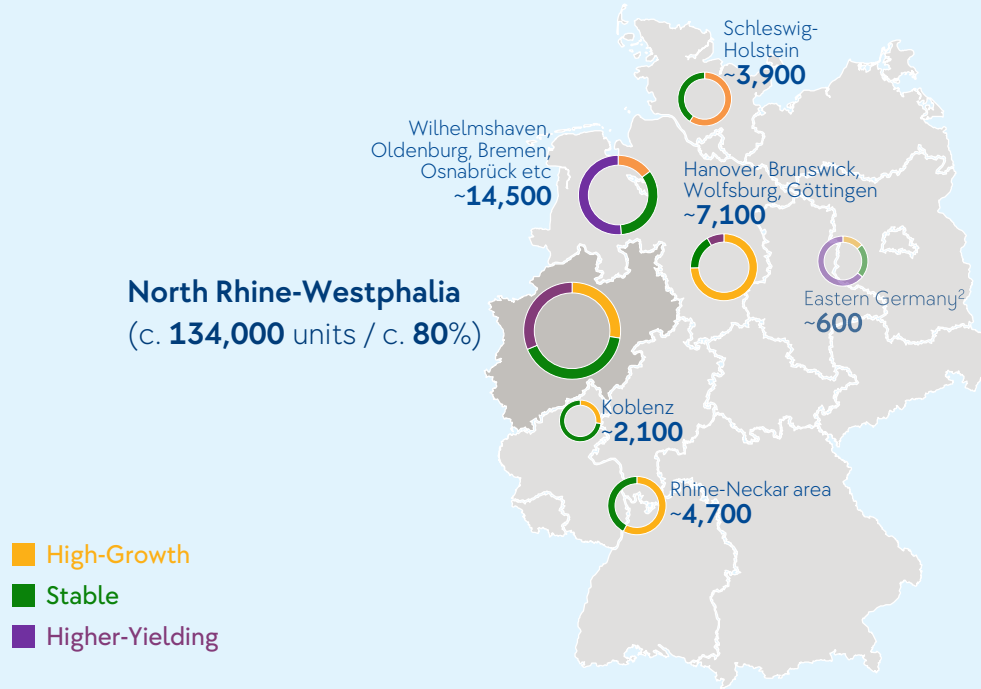 Schleswig-
Holstein
~3,900
Wilhelmshaven,
Oldenburg, Bremen,
Osnabrück etc
~14,500
Hanover, Brunswick,
Wolfsburg, Göttingen
~7,100
North Rhine-Westphalia
(c. 134,000 units / c. 80%)
Eastern Germany²
~600
Koblenz
~2,100
Rhine-Neckar area
~4,700
High-Growth
Stable
Higher-Yielding